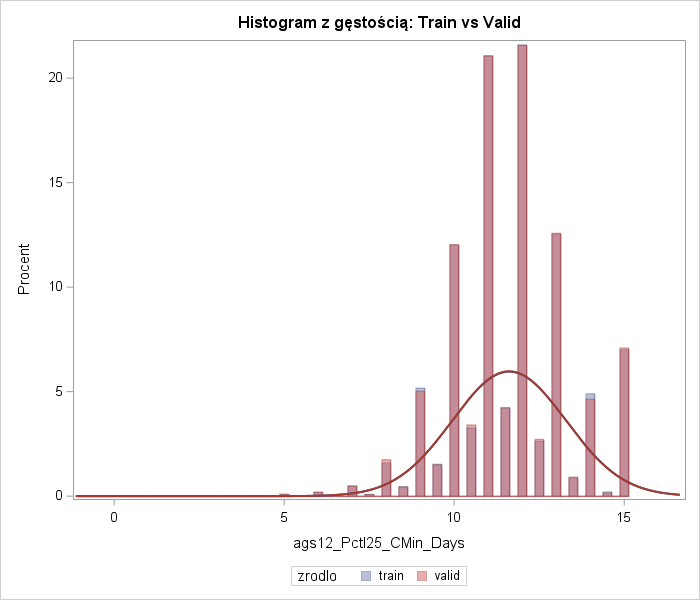 Histogram z gęstością: Train vs Valid
Procent
20
15
10
5
0
0 5 10 15
ags12_Pctl25_CMin_Days
zrodlo train valid